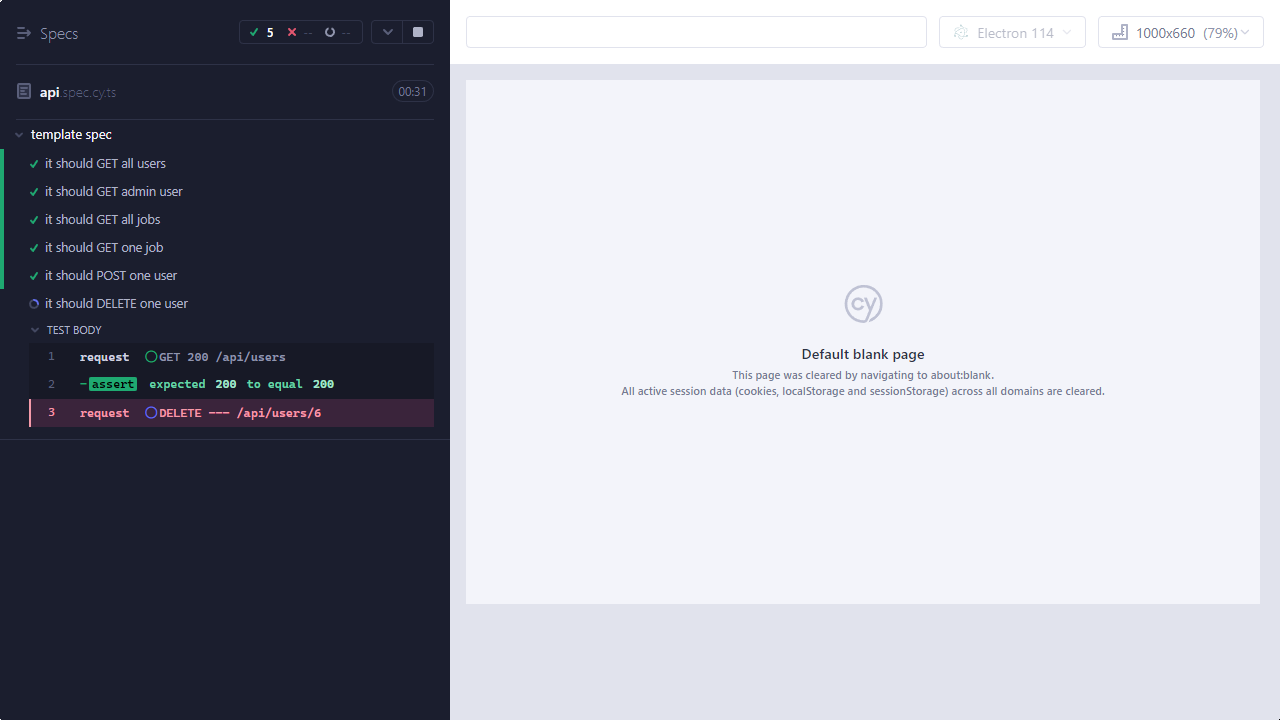 Specs
5 -- --
api.spec.cy.ts
00:31
template spec
it should GET all users
it should GET admin user
it should GET all jobs
it should GET one job
it should POST one user
it should DELETE one user
TEST BODY
1 request GET 200 /api/users
2 -assert expected 200 to equal 200
3 request DELETE --- /api/users/6
Electron 114
1000x660 (79%)
cy
Default blank page
This page was cleared by navigating to about:blank.
All active session data (cookies, localStorage and sessionStorage) across all domains are cleared.